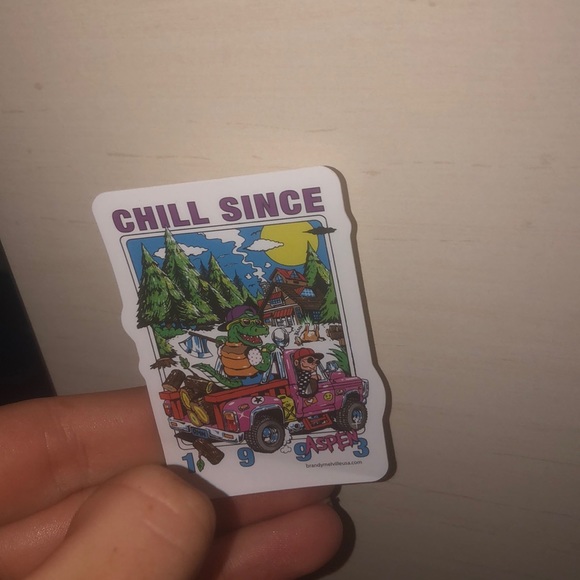 CHILL SINCE
1 9 9 3
ASPEN
brandymelvilleusa.com